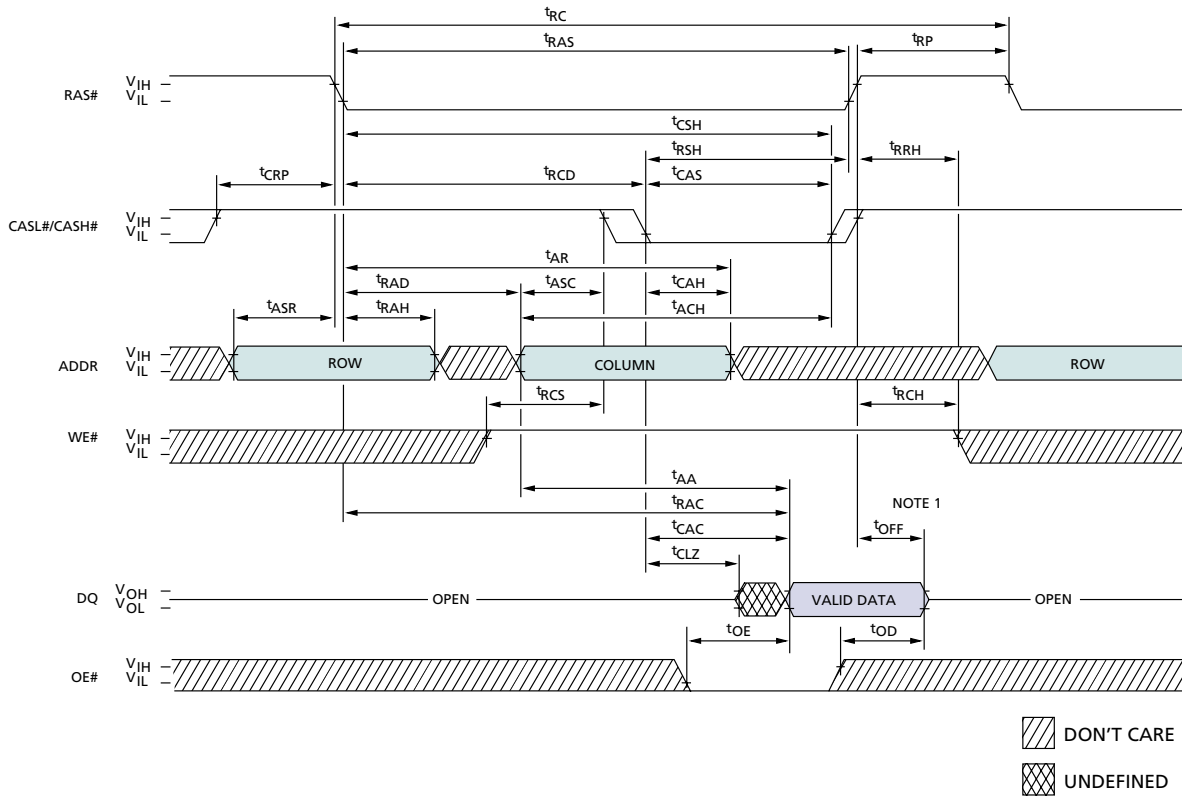 tRC
tRAS
tRP
RAS#
VIH
VIL
tCSH
tRSH
tRRH
tCRP
tRCD
tCAS
CASL#/CASH#
VIH
VIL
tAR
tRAD
tASC
tCAH
tASR
tRAH
tACH
ADDR
VIH
VIL
ROW
COLUMN
ROW
tRCS
tRCH
WE#
VIH
VIL
tAA
tRAC
NOTE 1
tCAC
tOFF
tCLZ
DQ
VOH
VOL
OPEN
VALID DATA
OPEN
tOE
tOD
OE#
VIH
VIL
DON'T CARE
UNDEFINED